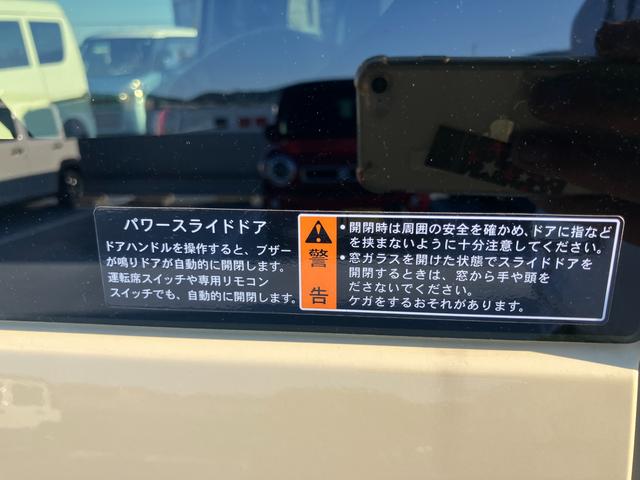 パワースライドドア
ドアハンドルを操作すると、ブザー
が鳴りドアが自動的に開閉します。
運転席スイッチや専用リモコン
スイッチでも、自動的に開閉します。
警告
・開閉時は周囲の安全を確かめ、ドアに指など
を挟まないように十分注意してください。
・窓ガラスを開けた状態でスライドドアを
開閉するときは、窓から手や頭を
ださないでください。
ケガをするおそれがあります。